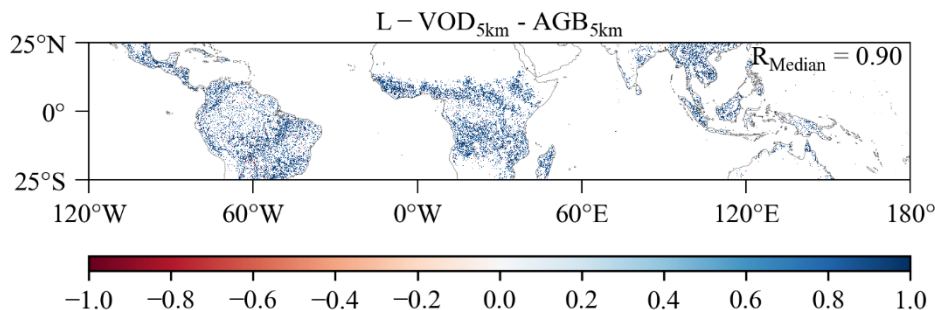 L − VOD5km - AGB5km
25°N
RMedian = 0.90
0°
25°S
120°W 60°W 0°W 60°E 120°E 180°
−1.0 −0.8 −0.6 −0.4 −0.2 0.0 0.2 0.4 0.6 0.8 1.0